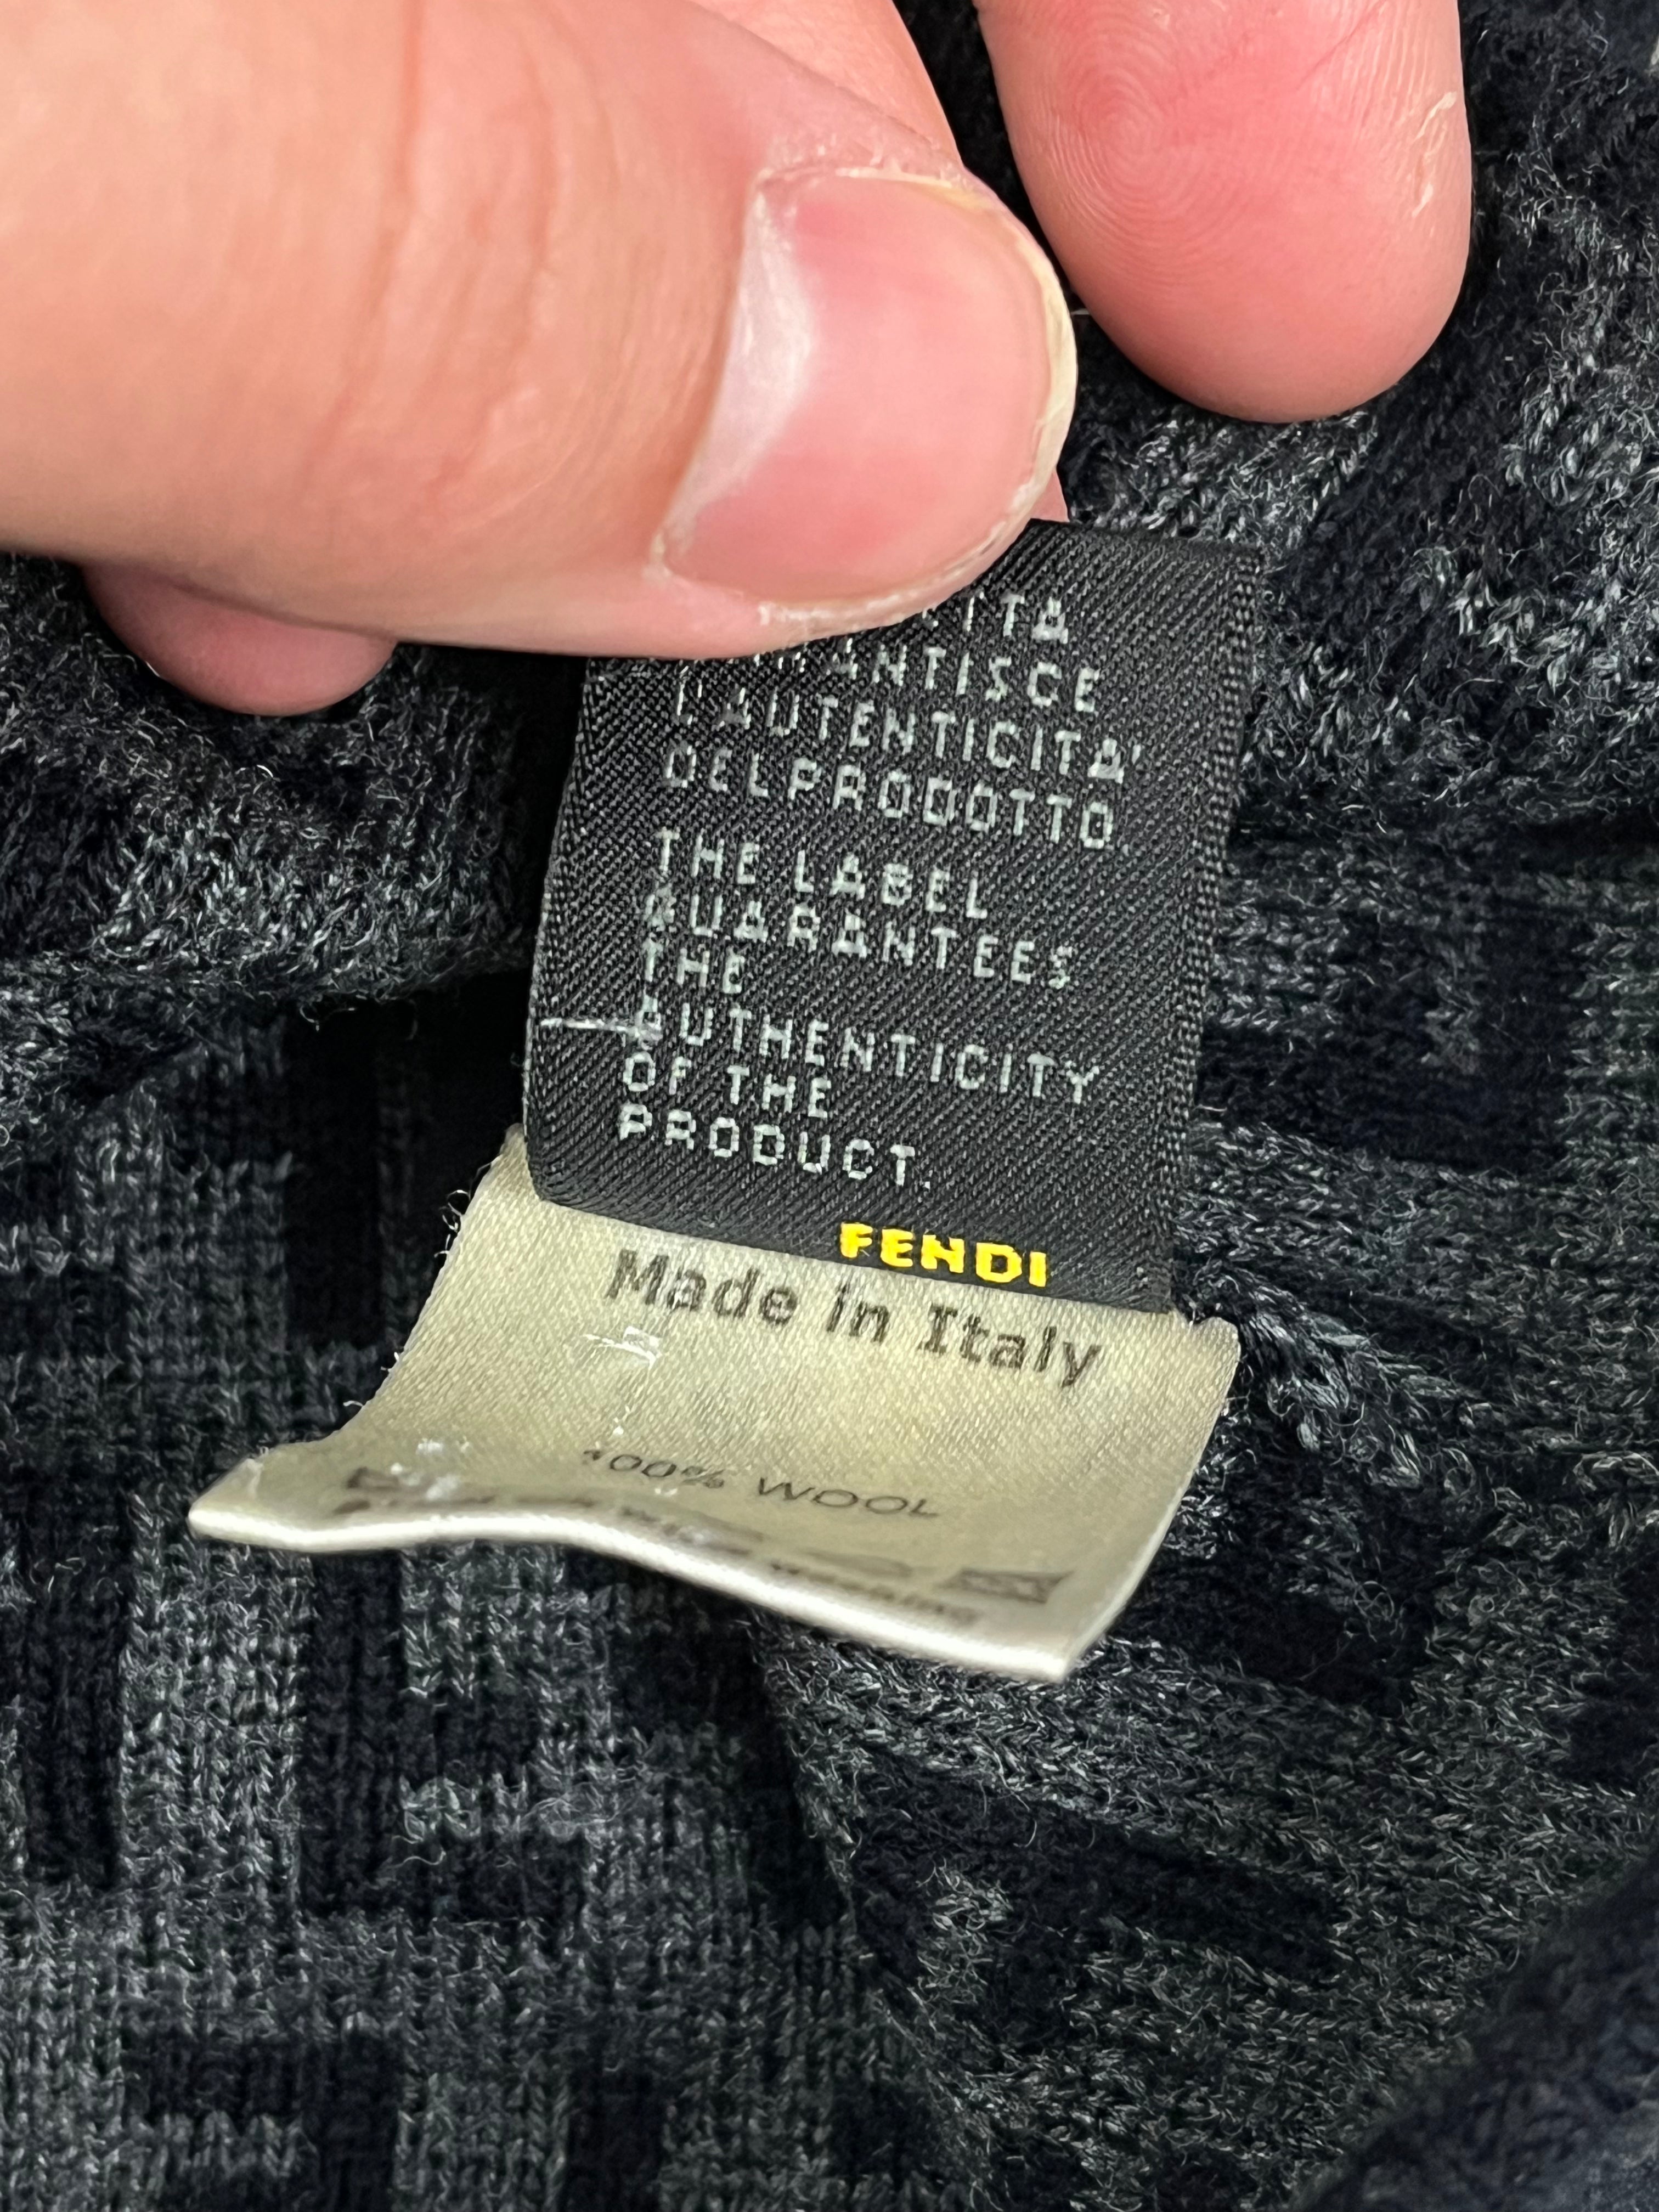 L'AUTENTICITA'
DELPRODOTTO
THE LABEL
GUARANTEES
THE
AUTHENTICITY
OF THE
PRODUCT.
FENDI
Made in Italy
100% WOOL